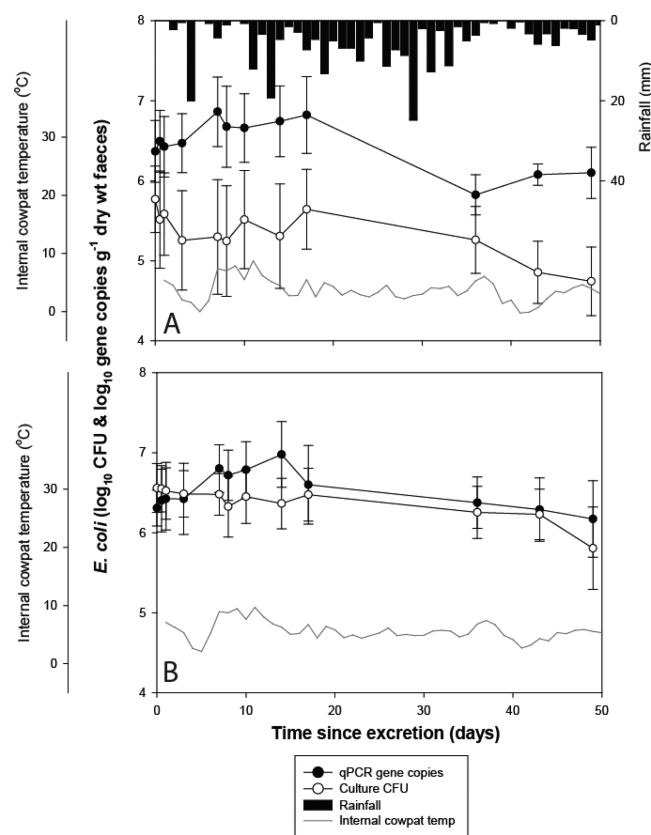 8
7
6
5
4
0
20
40
Rainfall (mm)
30
20
10
0
Internal cowpat temperature (°C)
A
E. coli (log10 CFU & log10 gene copies g-1 dry wt faeces)
8
7
6
5
4
30
20
10
0
Internal cowpat temperature (°C)
B
0 10 20 30 40 50
Time since excretion (days)
qPCR gene copies
Culture CFU
Rainfall
Internal cowpat temp